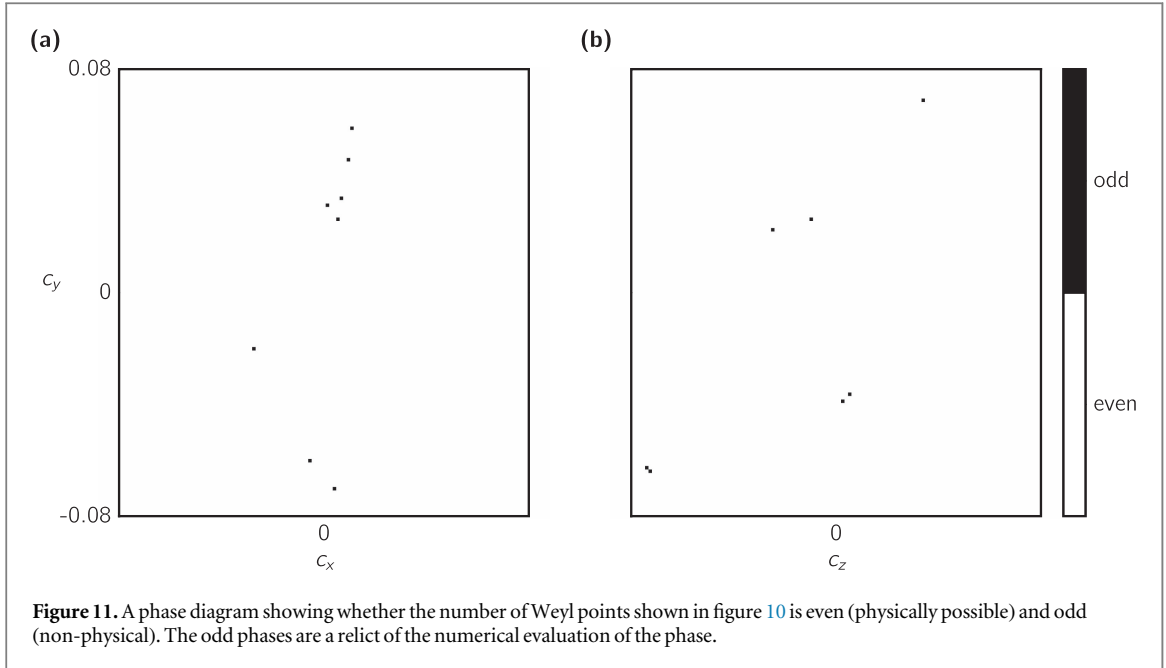 (a)
(b)
0.08
0
-0.08
c_y
0
c_x
0
c_z
odd
even
Figure 11. A phase diagram showing whether the number of Weyl points shown in figure 10 is even (physically possible) and odd
(non-physical). The odd phases are a relict of the numerical evaluation of the phase.